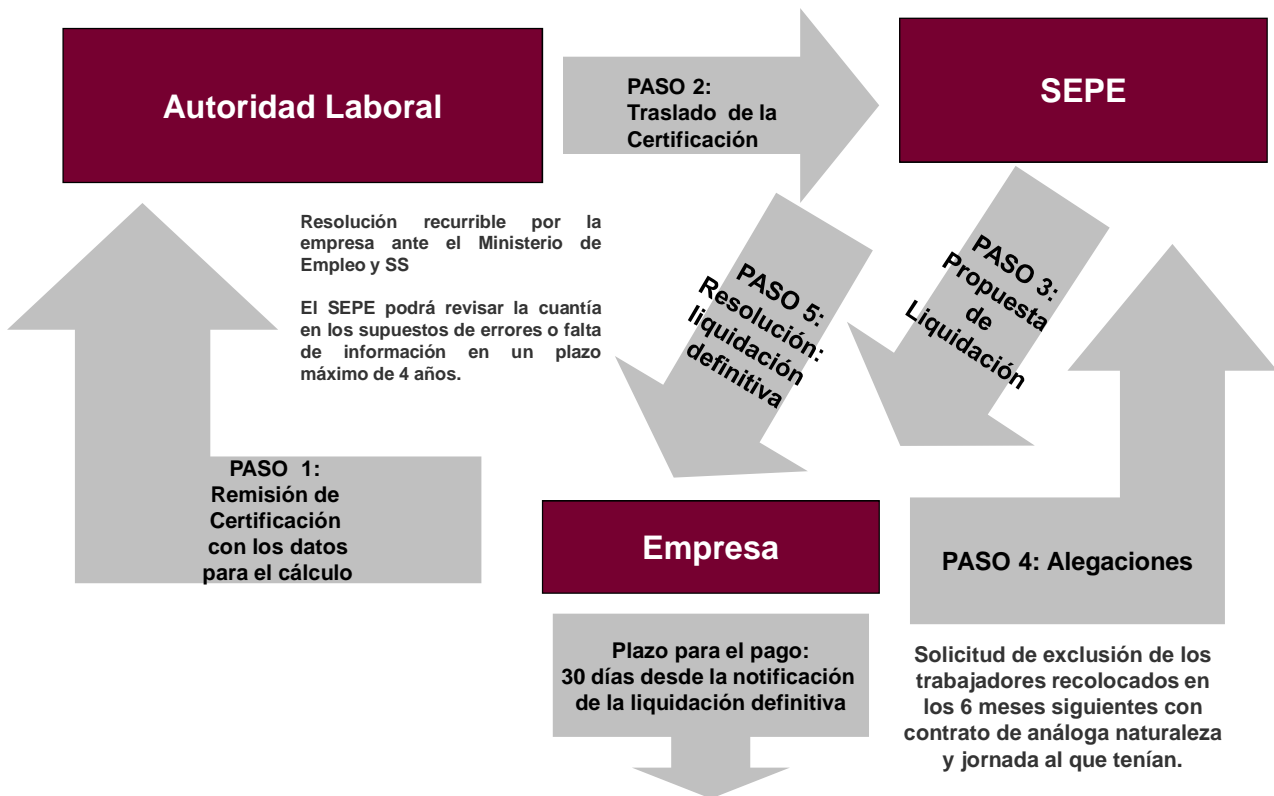 Autoridad Laboral
PASO 2:
Traslado de la
Certificación
SEPE
Resolución recurrible por la
empresa ante el Ministerio de
Empleo y SS
El SEPE podrá revisar la cuantía
en los supuestos de errores o falta
de información en un plazo
máximo de 4 años.
PASO 5:
Resolución:
liquidación
definitiva
PASO 3:
Propuesta
de
Liquidación
PASO 1:
Remisión de
Certificación
con los datos
para el cálculo
Empresa
PASO 4: Alegaciones
Plazo para el pago:
30 días desde la notificación
de la liquidación definitiva
Solicitud de exclusión de los
trabajadores recolocados en
los 6 meses siguientes con
contrato de análoga naturaleza
y jornada al que tenían.